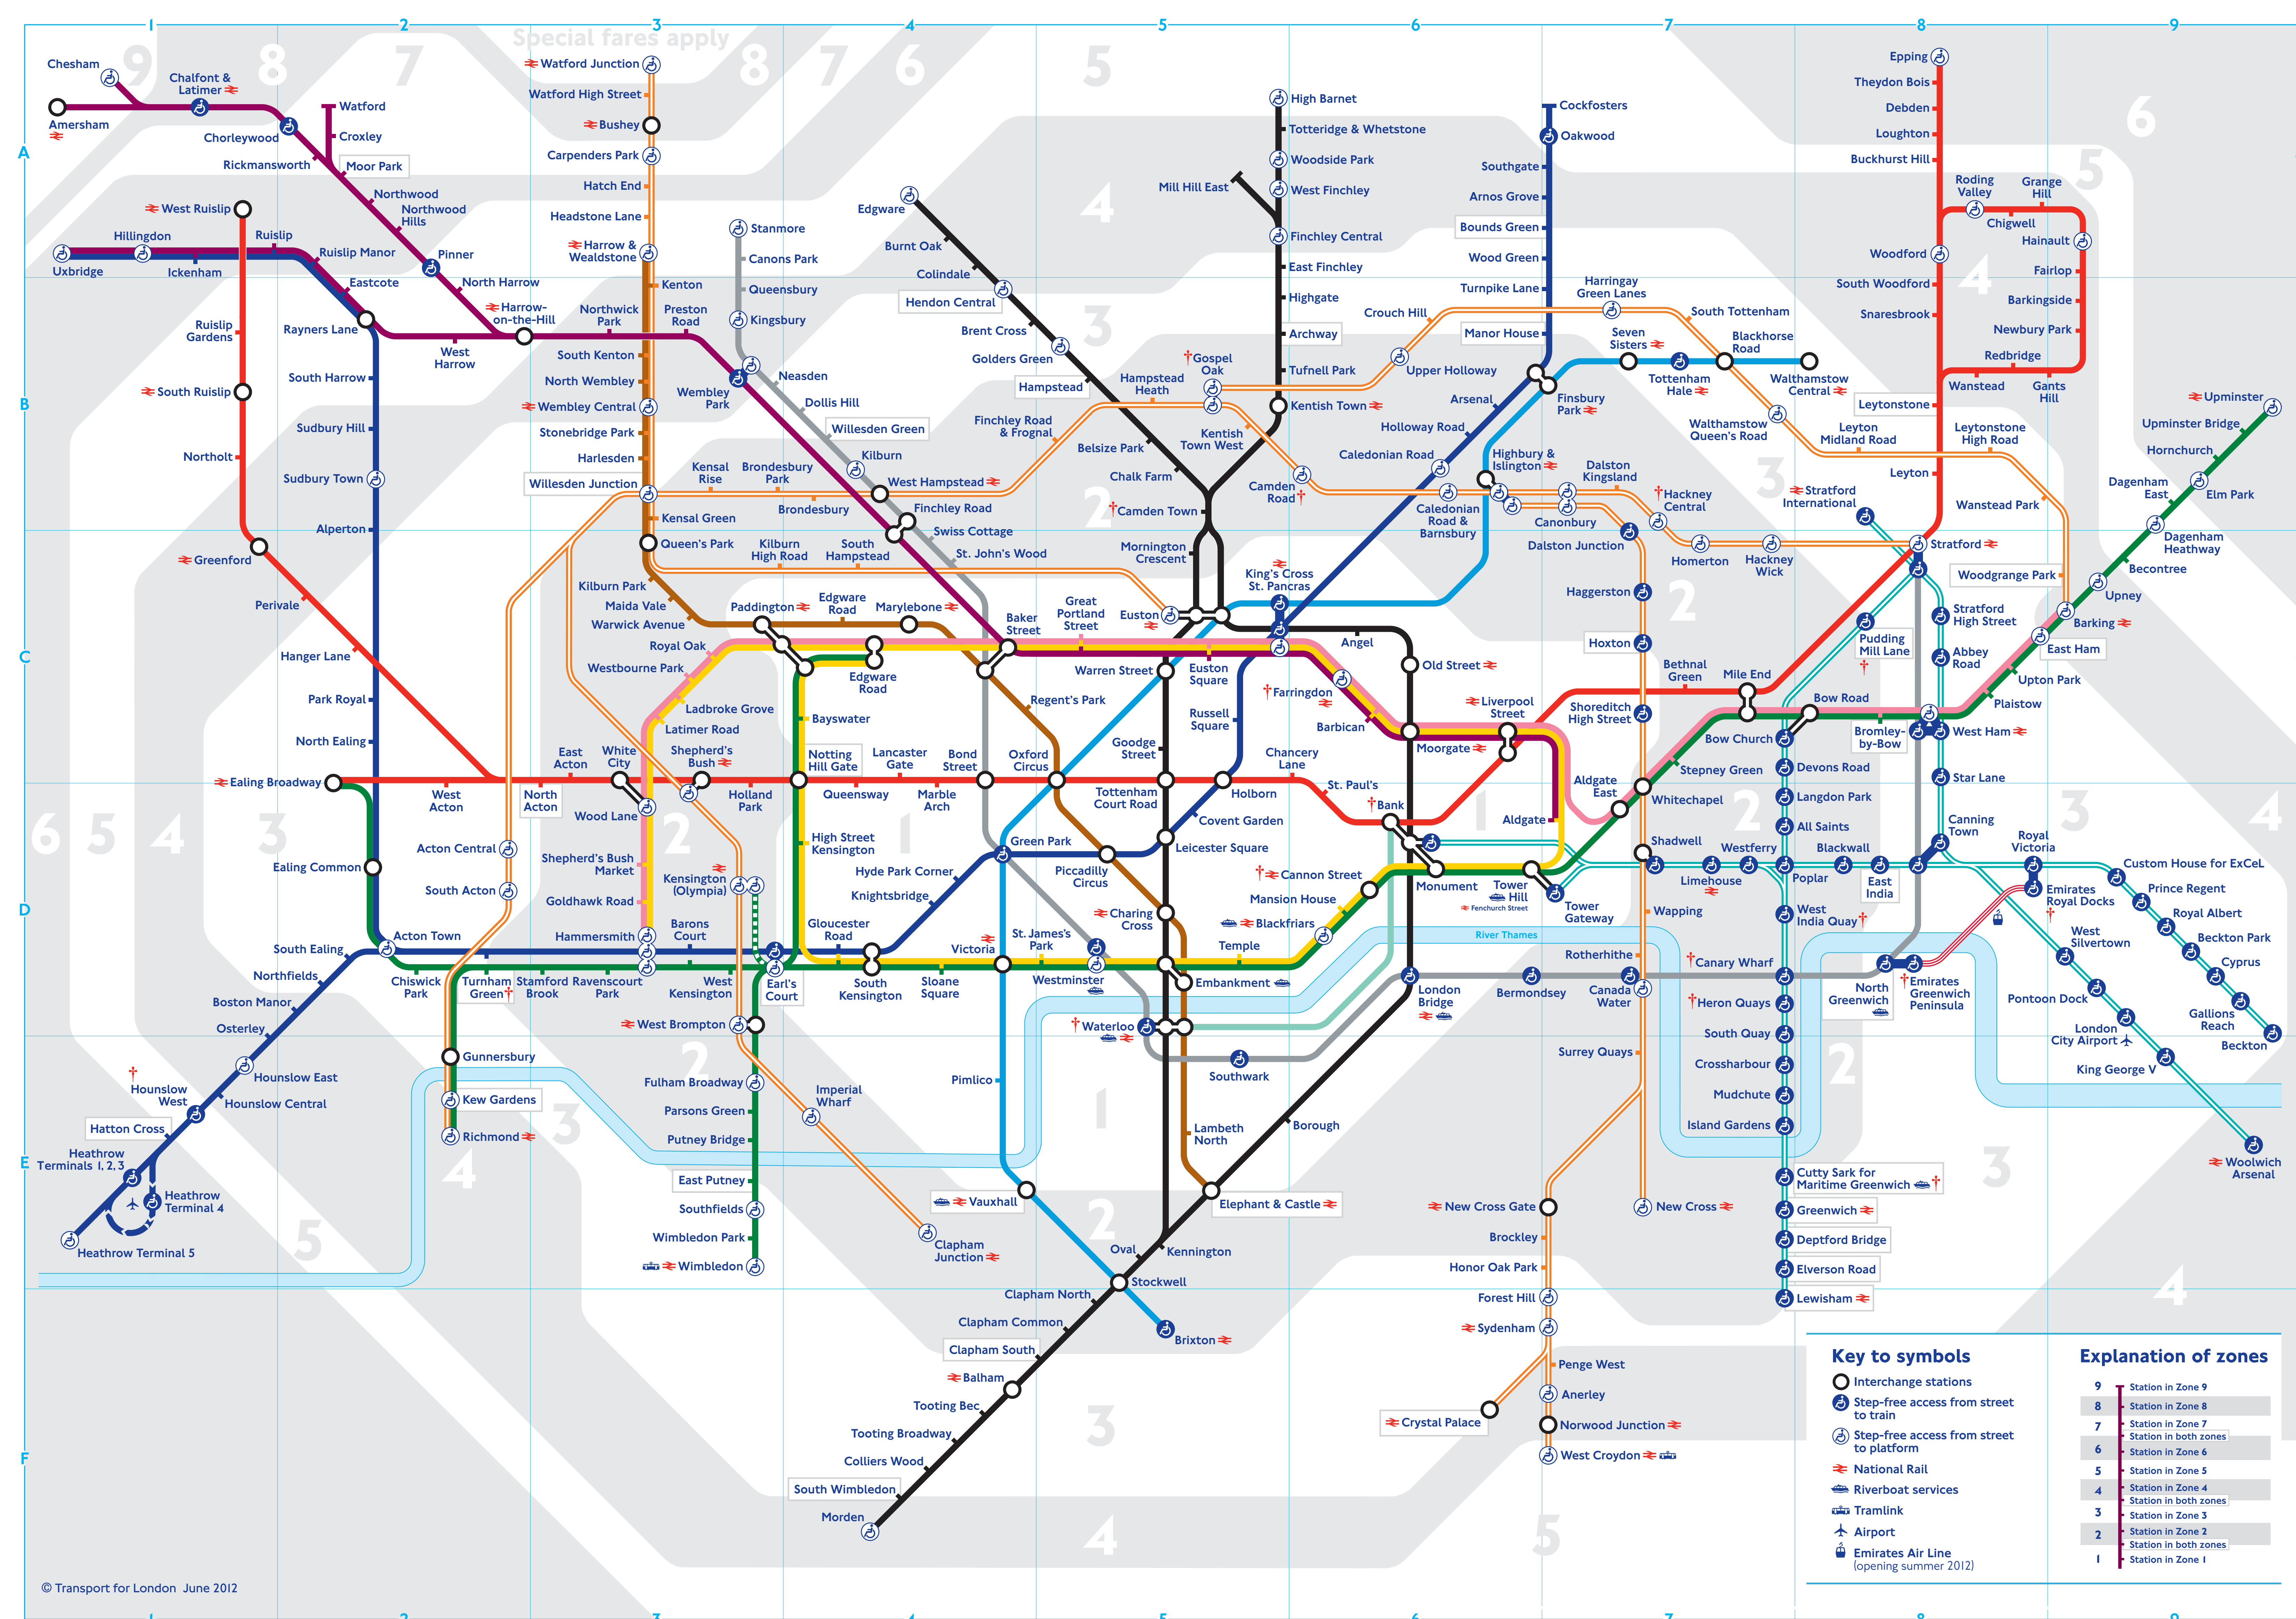 1
2
3
4
5
6
7
8
9
Special fares apply
9
8
7
8
7
6
5
6
5
4
Chesham
Chalfont &
Latimer
Amersham
Chorleywood
Rickmansworth
Watford
Croxley
Moor Park
Northwood
Northwood
Hills
Pinner
North Harrow
Harrow-
on-the-Hill
West Ruislip
Hillingdon
Ruislip
Uxbridge
Ickenham
Ruislip Manor
Eastcote
Rayners Lane
West
Harrow
Ruislip
Gardens
South Ruislip
Northolt
Greenford
Perivale
Hanger Lane
South Harrow
Sudbury Hill
Sudbury Town
Alperton
Park Royal
North Ealing
Ealing Broadway
Ealing Common
West
Acton
North
Acton
East
Acton
White
City
Wood Lane
Shepherd's
Bush
Holland
Park
Notting
Hill Gate
Queensway
Lancaster
Gate
Marble
Arch
Bond
Street
Oxford
Circus
Tottenham
Court Road
Holborn
Chancery
Lane
St. Paul's
Bank
Liverpool
Street
Bethnal
Green
Mile End
Watford Junction
Watford High Street
Bushey
Carpenders Park
Hatch End
Headstone Lane
Harrow &
Wealdstone
Kenton
Northwick
Park
Preston
Road
South Kenton
North Wembley
Wembley Central
Stonebridge Park
Harlesden
Willesden Junction
Kensal Green
Queen's Park
Kilburn Park
Maida Vale
Warwick Avenue
Paddington
Edgware
Road
Marylebone
Baker
Street
Great
Portland
Street
Stanmore
Canons Park
Queensbury
Kingsbury
Wembley
Park
Neasden
Dollis Hill
Willesden Green
Kilburn
West Hampstead
Finchley Road
Swiss Cottage
St. John's Wood
Kensal
Rise
Brondesbury
Park
Brondesbury
Kilburn
High Road
South
Hampstead
Finchley Road
& Frognal
Hampstead
Heath
Gospel
Oak
Kentish
Town West
Camden
Road
Caledonian
Road &
Barnsbury
Highbury &
Islington
Canonbury
Dalston
Kingsland
Dalston Junction
Hackney
Central
Homerton
Hackney
Wick
Stratford
Edgware
Burnt Oak
Colindale
Hendon Central
Brent Cross
Golders Green
Hampstead
Belsize Park
Chalk Farm
Camden Town
Mornington
Crescent
Euston
High Barnet
Totteridge & Whetstone
Woodside Park
West Finchley
Mill Hill East
Finchley Central
East Finchley
Highgate
Archway
Tufnell Park
Kentish Town
King's Cross
St. Pancras
Angel
Old Street
Moorgate
Cockfosters
Oakwood
Southgate
Arnos Grove
Bounds Green
Wood Green
Turnpike Lane
Manor House
Finsbury
Park
Arsenal
Holloway Road
Caledonian Road
Crouch Hill
Upper Holloway
Harringay
Green Lanes
South Tottenham
Seven
Sisters
Tottenham
Hale
Blackhorse
Road
Walthamstow
Central
Walthamstow
Queen's Road
Leyton
Midland Road
Leytonstone
High Road
Wanstead Park
Woodgrange Park
Epping
Theydon Bois
Debden
Loughton
Buckhurst Hill
Roding
Valley
Grange
Hill
Chigwell
Hainault
Woodford
Fairlop
South Woodford
Barkingside
Snaresbrook
Newbury Park
Redbridge
Wanstead
Gants
Hill
Leytonstone
Leyton
Stratford
International
Upminster
Upminster Bridge
Hornchurch
Dagenham
East
Elm Park
Dagenham
Heathway
Becontree
Upney
Barking
East Ham
Upton Park
Plaistow
West Ham
Stratford
High Street
Abbey
Road
Pudding
Mill Lane
Bow Road
Bromley-
by-Bow
Bow Church
Devons Road
Langdon Park
All Saints
Star Lane
Canning
Town
Haggerston
Hoxton
Shoreditch
High Street
Stepney Green
Whitechapel
Aldgate
East
Aldgate
Shadwell
Limehouse
Westferry
Poplar
Blackwall
East
India
Royal
Victoria
Custom House for ExCeL
Prince Regent
Royal Albert
Beckton Park
Cyprus
Gallions
Reach
Beckton
Emirates
Royal Docks
West
Silvertown
Pontoon Dock
London
City Airport
King George V
Woolwich
Arsenal
West
India Quay
Canary Wharf
Heron Quays
South Quay
Crossharbour
Mudchute
Island Gardens
Cutty Sark for
Maritime Greenwich
Greenwich
Deptford Bridge
Elverson Road
Lewisham
North
Greenwich
Emirates
Greenwich
Peninsula
Royal Oak
Westbourne Park
Ladbroke Grove
Latimer Road
Edgware
Road
Bayswater
High Street
Kensington
Shepherd's Bush
Market
Goldhawk Road
Hammersmith
Kensington
(Olympia)
Barons
Court
Gloucester
Road
Earl's
Court
South
Kensington
Sloane
Square
Victoria
St. James's
Park
Westminster
Embankment
Temple
Blackfriars
Mansion House
Cannon Street
Monument
Tower
Hill
Fenchurch Street
Tower
Gateway
Warren Street
Euston
Square
Regent's Park
Goodge
Street
Russell
Square
Farringdon
Barbican
Covent Garden
Leicester Square
Piccadilly
Circus
Green Park
Hyde Park Corner
Knightsbridge
Charing
Cross
Waterloo
Southwark
London
Bridge
Bermondsey
Canada
Water
Wapping
Rotherhithe
Surrey Quays
River Thames
Acton Central
South Acton
Acton Town
South Ealing
Northfields
Boston Manor
Osterley
Hounslow East
Hounslow Central
Hounslow
West
Hatton Cross
Heathrow
Terminals 1, 2, 3
Heathrow
Terminal 4
Heathrow Terminal 5
Chiswick
Park
Turnham
Green
Stamford
Brook
Ravenscourt
Park
West
Kensington
Gunnersbury
Kew Gardens
Richmond
West Brompton
Fulham Broadway
Parsons Green
Putney Bridge
East Putney
Southfields
Wimbledon Park
Wimbledon
Imperial
Wharf
Clapham
Junction
Pimlico
Vauxhall
Lambeth
North
Borough
Elephant & Castle
Kennington
Oval
Stockwell
Brixton
Clapham North
Clapham Common
Clapham South
Balham
Tooting Bec
Tooting Broadway
Colliers Wood
South Wimbledon
Morden
New Cross Gate
New Cross
Brockley
Honor Oak Park
Forest Hill
Sydenham
Penge West
Anerley
Crystal Palace
Norwood Junction
West Croydon
A
B
C
D
E
F
Key to symbols
Interchange stations
Step-free access from street
to train
Step-free access from street
to platform
National Rail
Riverboat services
Tramlink
Airport
Emirates Air Line
(opening summer 2012)
Explanation of zones
9 Station in Zone 9
8 Station in Zone 8
7 Station in Zone 7
Station in both zones
6 Station in Zone 6
5 Station in Zone 5
4 Station in Zone 4
Station in both zones
3 Station in Zone 3
2 Station in Zone 2
Station in both zones
1 Station in Zone 1
© Transport for London June 2012